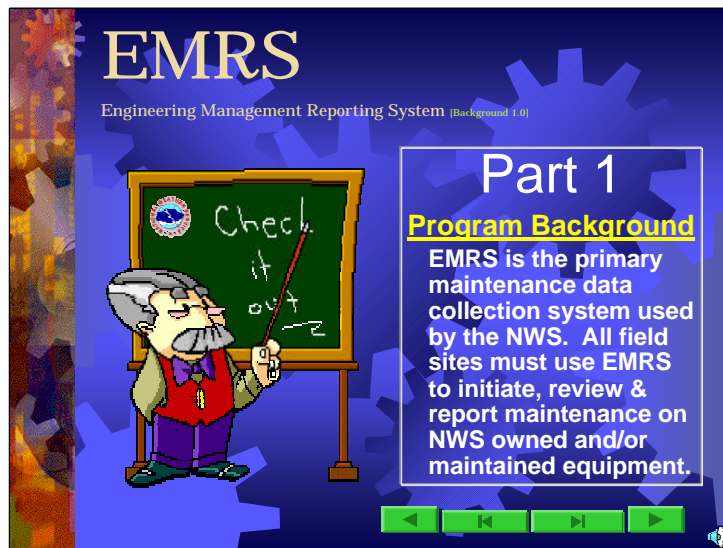 EMRS
Engineering Management Reporting System [Background 1.0]
Check
it
out
Part 1
Program Background
EMRS is the primary
maintenance data
collection system used
by the NWS. All field
sites must use EMRS
to initiate, review &
report maintenance on
NWS owned and/or
maintained equipment.